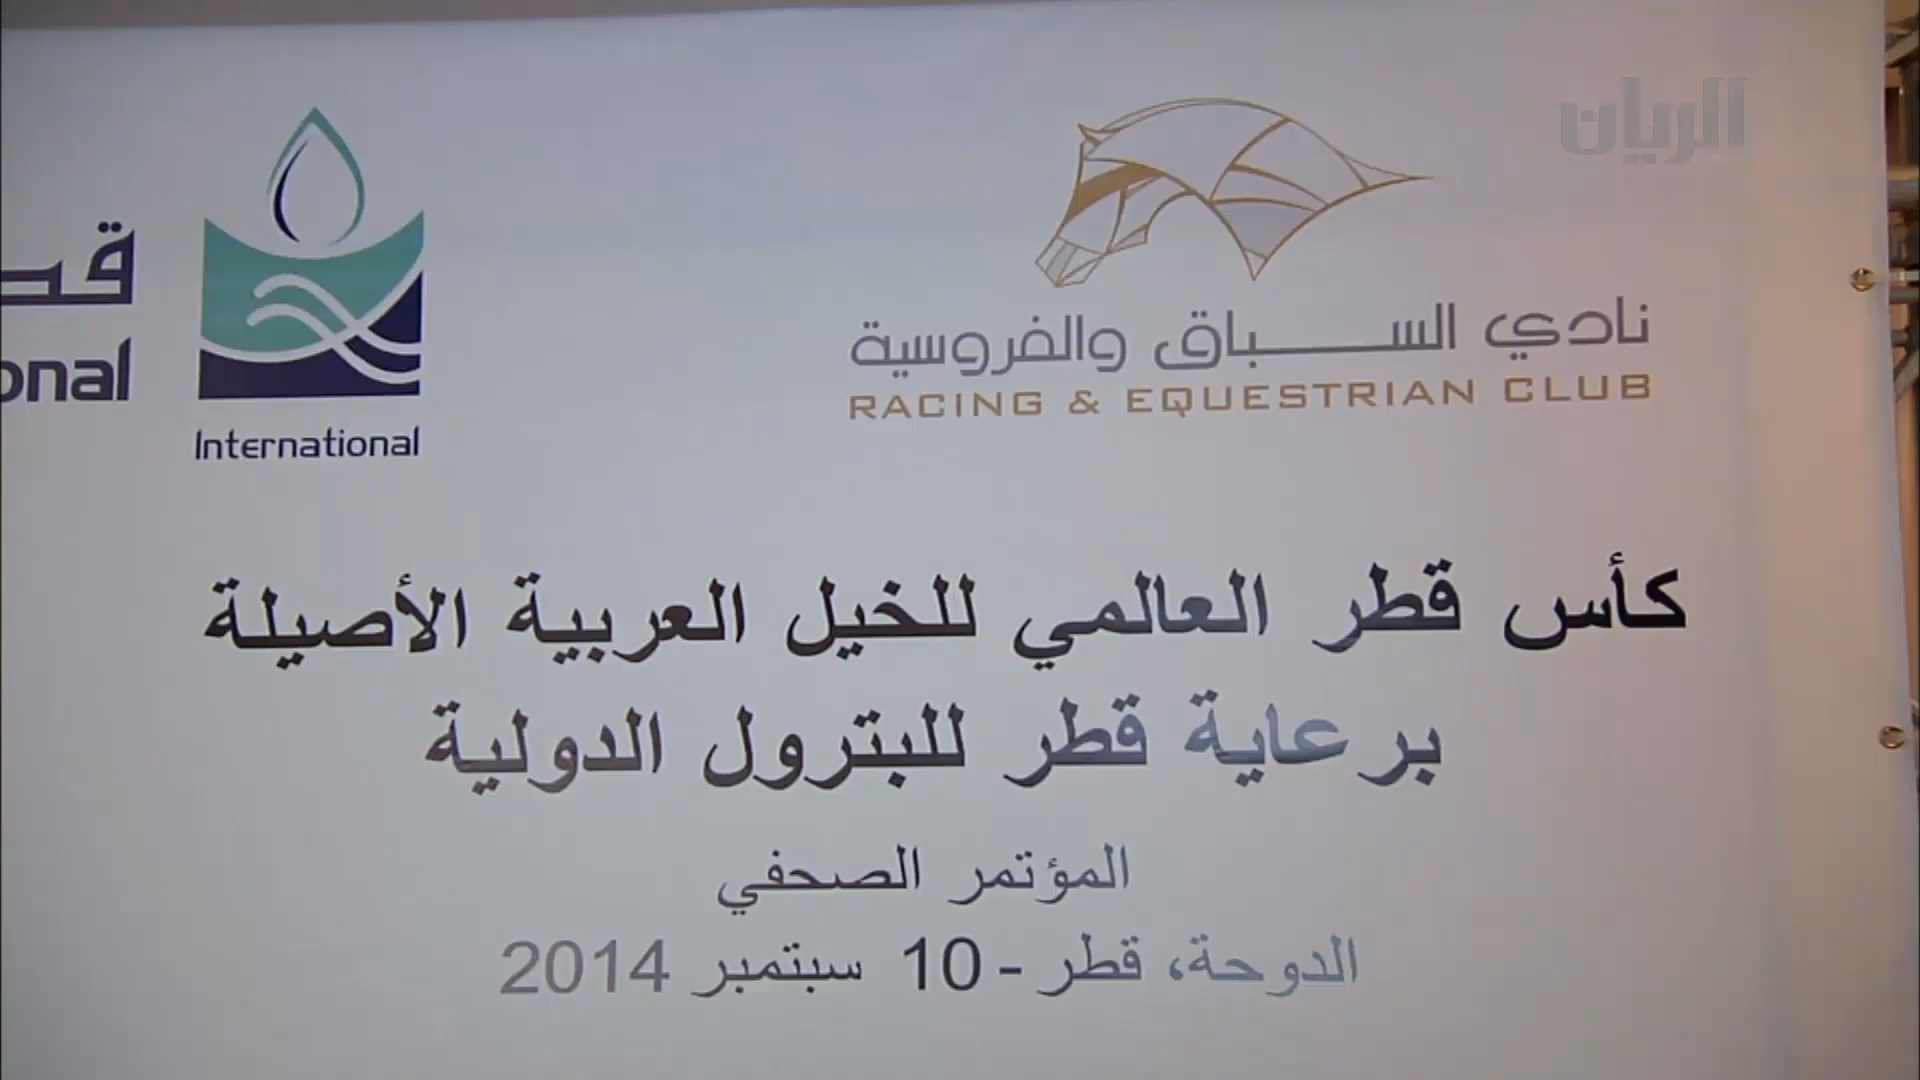 الريان
نادي السباق والفروسية
RACING & EQUESTRIAN CLUB
onal
International
كأس قطر العالمي للخيل العربية الأصيلة
برعاية قطر للبترول الدولية
المؤتمر الصحفي
الدوحة، قطر - 10 سبتمبر 2014